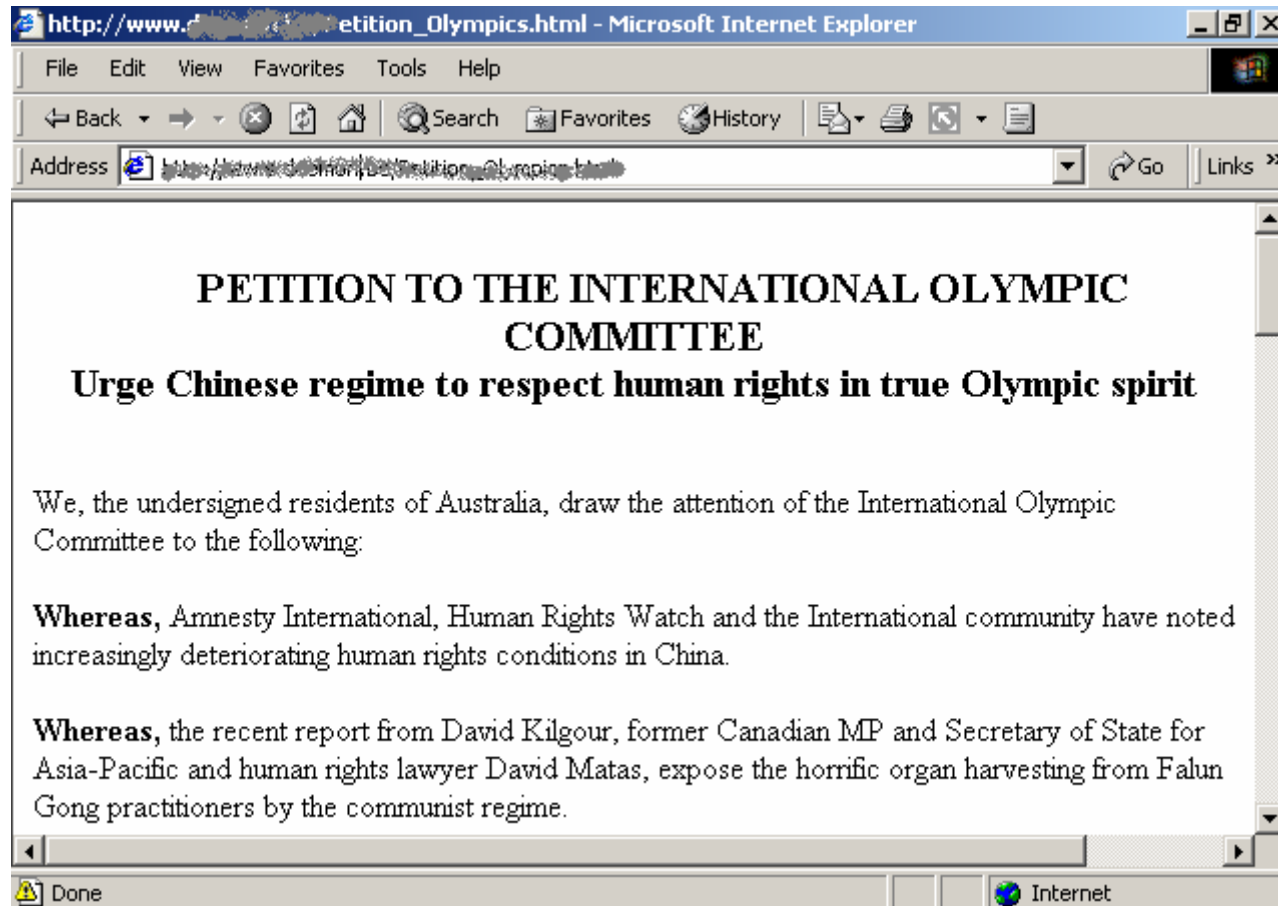 http://www. etition_Olympics.html - Microsoft Internet Explorer
File Edit View Favorites Tools Help
Back Search Favorites History
Address Go Links »
PETITION TO THE INTERNATIONAL OLYMPIC
COMMITTEE
Urge Chinese regime to respect human rights in true Olympic spirit
We, the undersigned residents of Australia, draw the attention of the International Olympic
Committee to the following:
Whereas, Amnesty International, Human Rights Watch and the International community have noted
increasingly deteriorating human rights conditions in China.
Whereas, the recent report from David Kilgour, former Canadian MP and Secretary of State for
Asia-Pacific and human rights lawyer David Matas, expose the horrific organ harvesting from Falun
Gong practitioners by the communist regime.
Done Internet